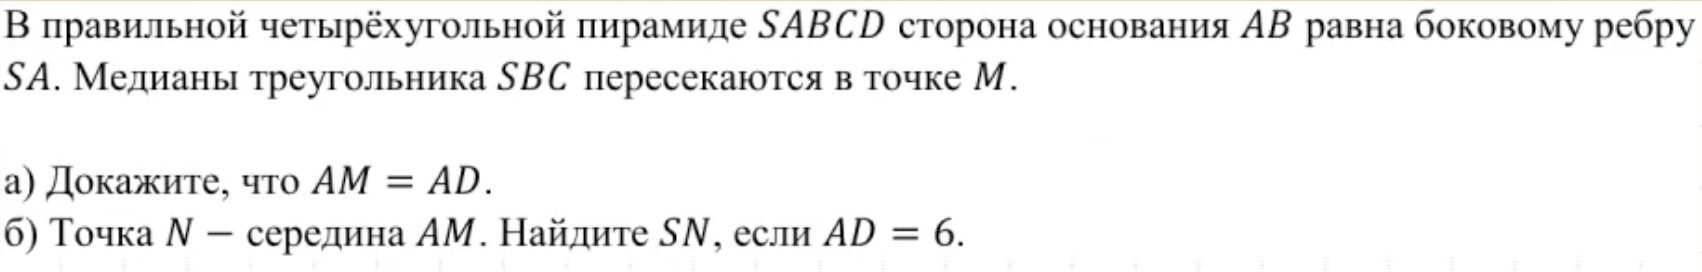 В правильной четырёхугольной пирамиде SABCD сторона основания AB равна боковому ребру
SA. Медианы треугольника SBC пересекаются в точке M.
а) Докажите, что AM = AD.
б) Точка N – середина AM. Найдите SN, если AD = 6.